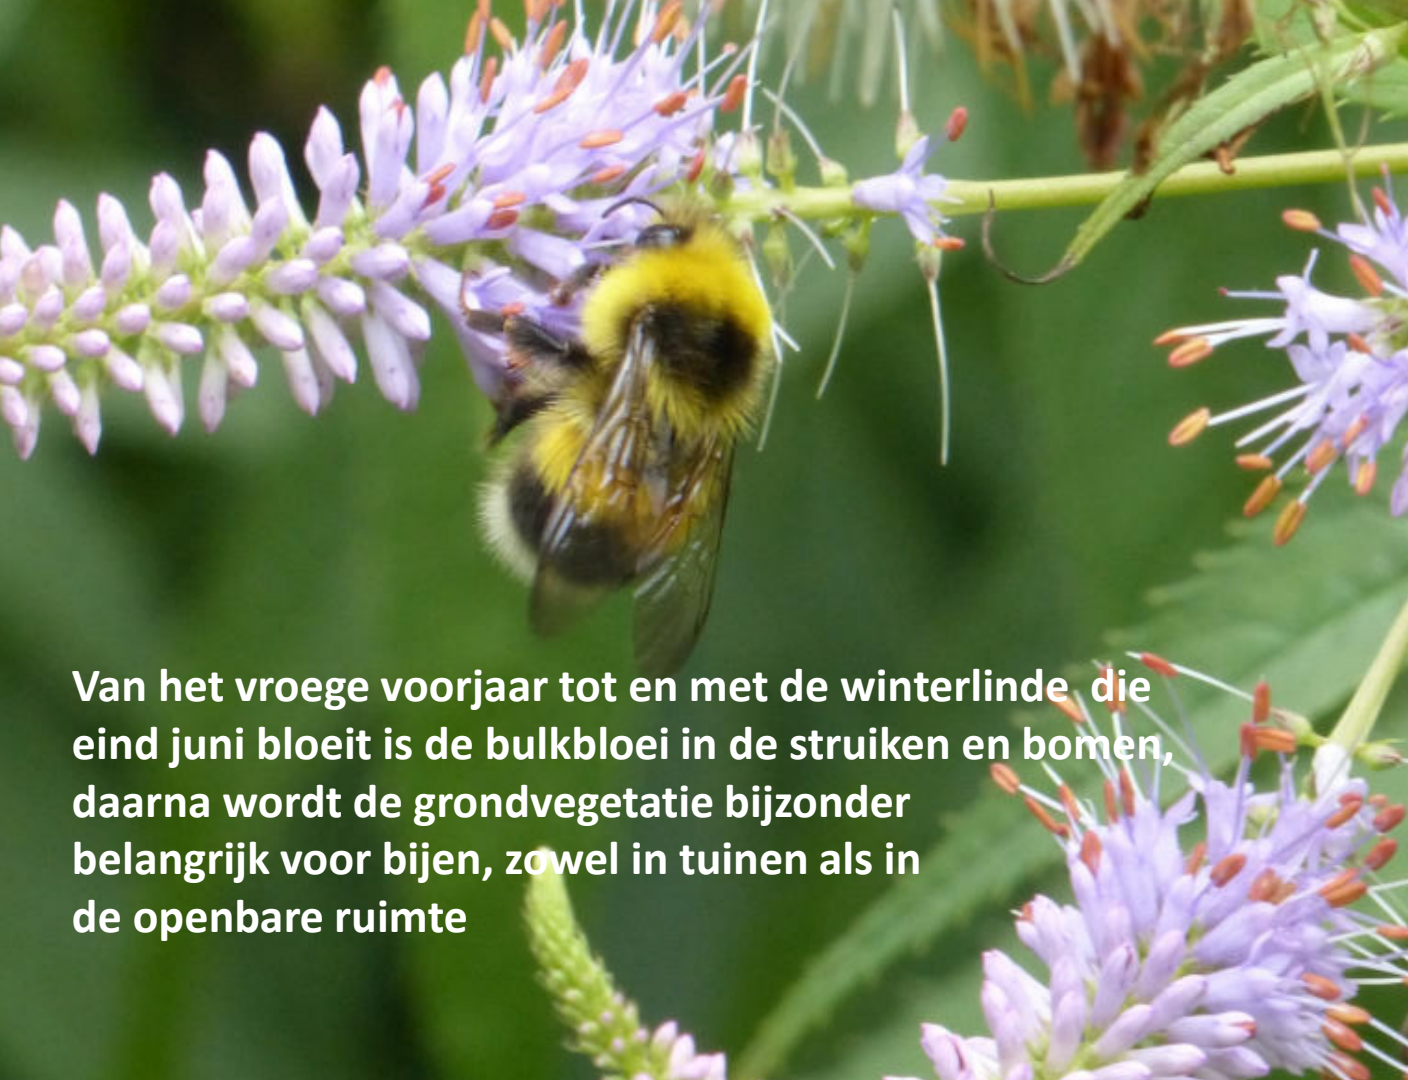 Van het vroege voorjaar tot en met de winterlinde  die
eind juni bloeit is de bulkbloei in de struiken en bomen,
daarna wordt de grondvegetatie bijzonder
belangrijk voor bijen, zowel in tuinen als in
de openbare ruimte